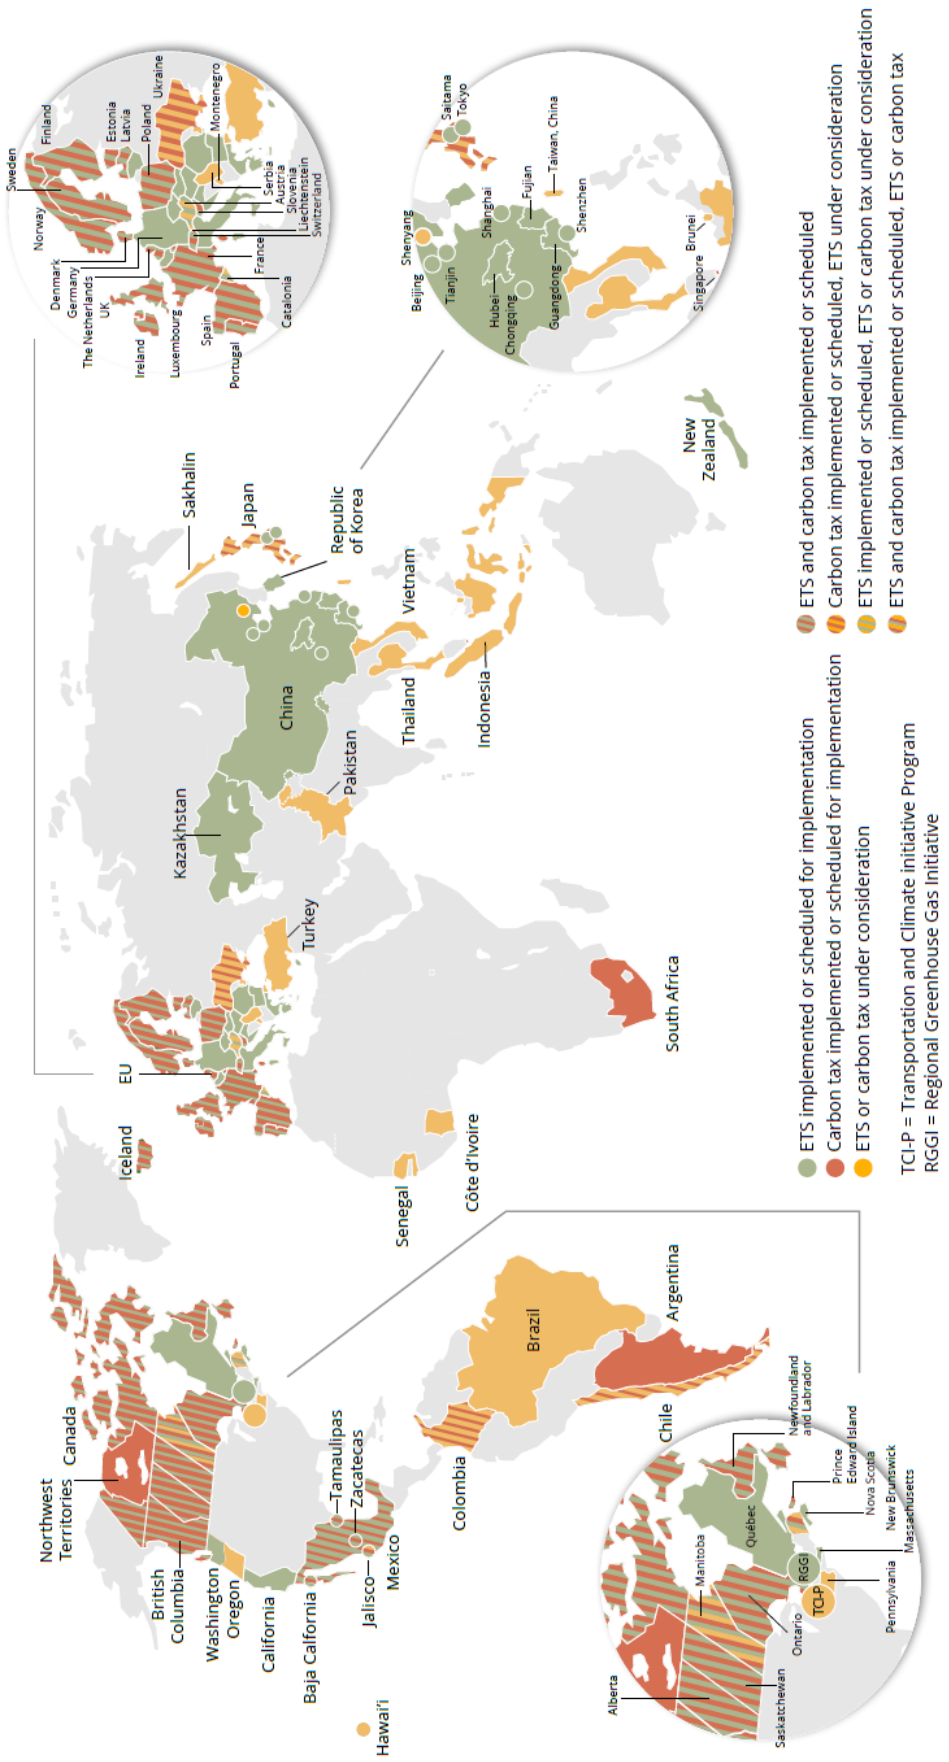 Northwest
Territories
Canada
British
Columbia
Washington
Oregon
California
Baja Calfornia
Hawai'i
Jalisco
Mexico
Tamaulipas
Zacatecas
Colombia
Brazil
Chile
Argentina
Iceland
EU
Senegal
Côte d'Ivoire
South Africa
Turkey
Kazakhstan
Pakistan
China
Sakhalin
Japan
Republic
of Korea
Thailand
Vietnam
Indonesia
New
Zealand
Sweden
Norway
Finland
Denmark
Germany
The Netherlands
UK
Ireland
Luxembourg
Spain
Portugal
Estonia
Latvia
Poland
Ukraine
Montenegro
Serbia
Austria
Slovenia
Liechtenstein
Switzerland
France
Catalonia
Saitama
Tokyo
Shenyang
Beijing
Tianjin
Shanghai
Hubei
Chongqing
Fujian
Taiwan, China
Guangdong
Shenzhen
Brunei
Singapore
Alberta
Manitoba
Québec
Newfoundland
and Labrador
Prince
Edward Island
Nova Scotia
New Brunswick
Massachusetts
RGGI
TCI-P
Pennsylvania
Ontario
Saskatchewan
ETS implemented or scheduled for implementation
Carbon tax implemented or scheduled for implementation
ETS or carbon tax under consideration
ETS and carbon tax implemented or scheduled
Carbon tax implemented or scheduled, ETS under consideration
ETS implemented or scheduled, ETS or carbon tax under consideration
ETS and carbon tax implemented or scheduled, ETS or carbon tax
TCI-P = Transportation and Climate initiative Program
RGGI = Regional Greenhouse Gas Initiative